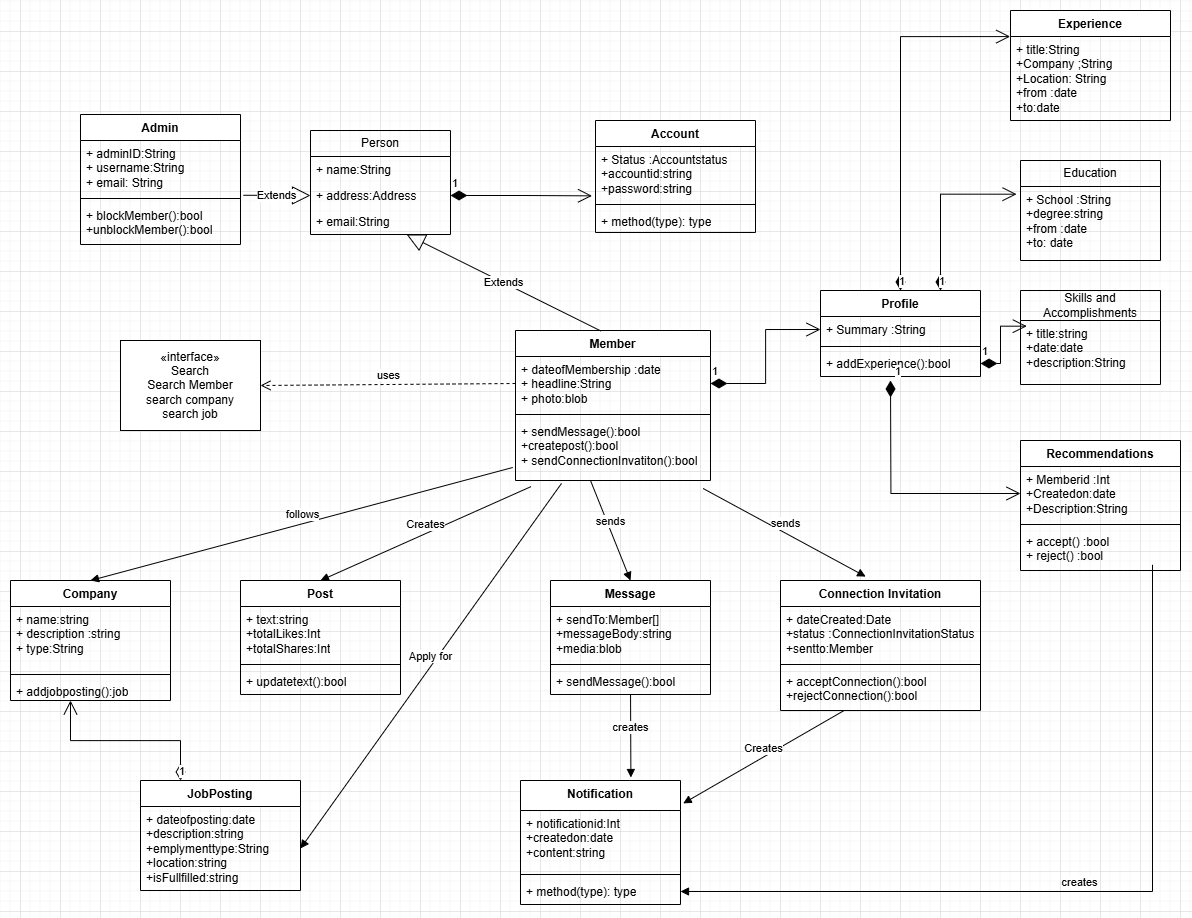 Experience
+ title:String
+Company ;String
+Location: String
+from :date
+to:date
Admin
+ adminID:String
+ username:String
+ email: String
+ blockMember():bool
+unblockMember():bool
Extends
Person
+ name:String
+ address:Address
+ email:String
1
Account
+ Status :Accountstatus
+accountid:string
+password:string
+ method(type): type
Education
+ School :String
+degree:string
+from :date
+to: date
Extends
1
1
Profile
+ Summary :String
+ addExperience():bool
1
1
Skills and
Accomplishments
+ title:string
+date:date
+description:String
«interface»
Search
Search Member
search company
search job
uses
Member
+ dateofMembership :date
+ headline:String
+ photo:blob
+ sendMessage():bool
+createpost():bool
+ sendConnectionInvatiton():bool
1
Recommendations
+ Memberid :Int
+Createdon:date
+Description:String
+ accept() :bool
+ reject() :bool
follows
Creates
sends
sends
Apply for
Company
+ name:string
+ description :string
+ type:String
+ addjobposting():job
Post
+ text:string
+totalLikes:Int
+totalShares:Int
+ updatetext():bool
Message
+ sendTo:Member[]
+messageBody:string
+media:blob
+ sendMessage():bool
Connection Invitation
+ dateCreated:Date
+status :ConnectionInvitationStatus
+sentto:Member
+ acceptConnection():bool
+rejectConnection():bool
creates
Creates
1
JobPosting
+ dateofposting:date
+description:string
+emplymenttype:String
+location:string
+isFullfilled:string
Notification
+ notificationid:Int
+createdon:date
+content:string
+ method(type): type
creates